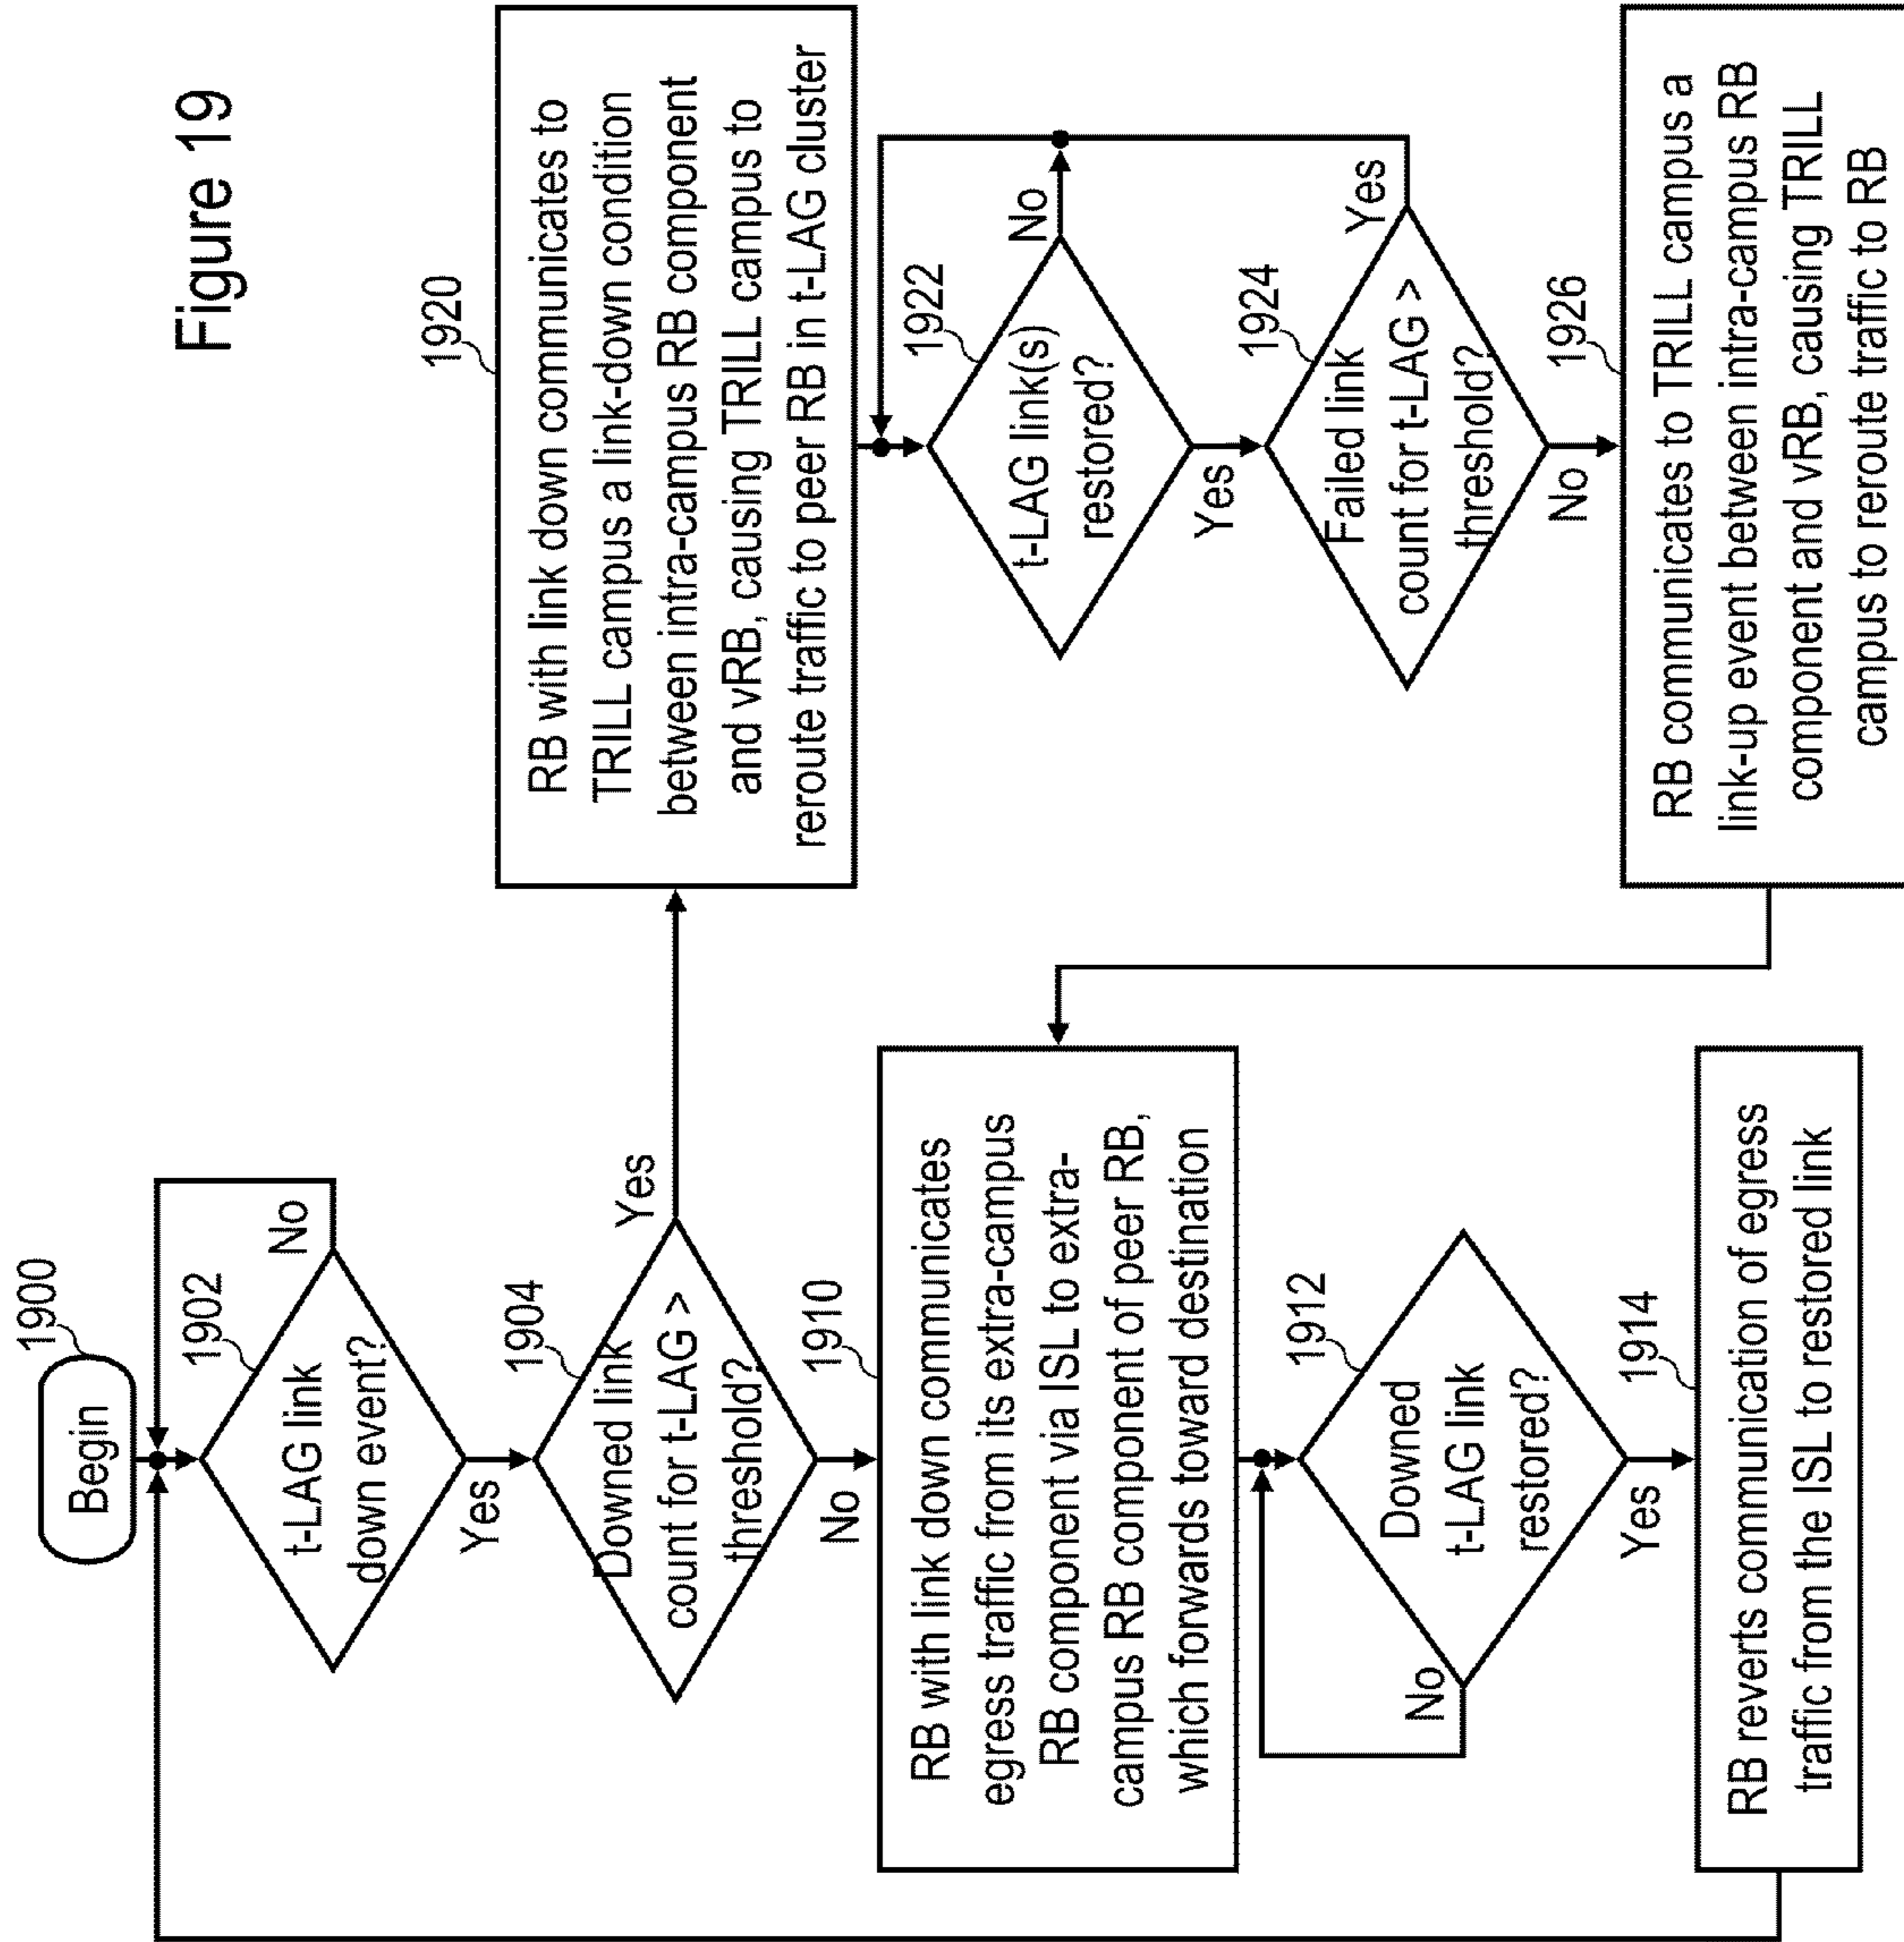 Figure 19
Begin
1900
1902
t-LAG link
down event?
No
Yes
1904
Downed link
count for t-LAG >
threshold?
Yes
No
1910
RB with link down communicates
egress traffic from its extra-campus
RB component via ISL to extra-
campus RB component of peer RB,
which forwards toward destination
1912
Downed
t-LAG link
restored?
No
Yes
1914
RB reverts communication of egress
traffic from the ISL to restored link
1920
RB with link down communicates to
TRILL campus a link-down condition
between intra-campus RB component
and vRB, causing TRILL campus to
reroute traffic to peer RB in t-LAG cluster
1922
t-LAG link(s)
restored?
No
Yes
1924
Failed link
count for t-LAG >
threshold?
Yes
No
1926
RB communicates to TRILL campus a
link-up event between intra-campus RB
component and vRB, causing TRILL
campus to reroute traffic to RB